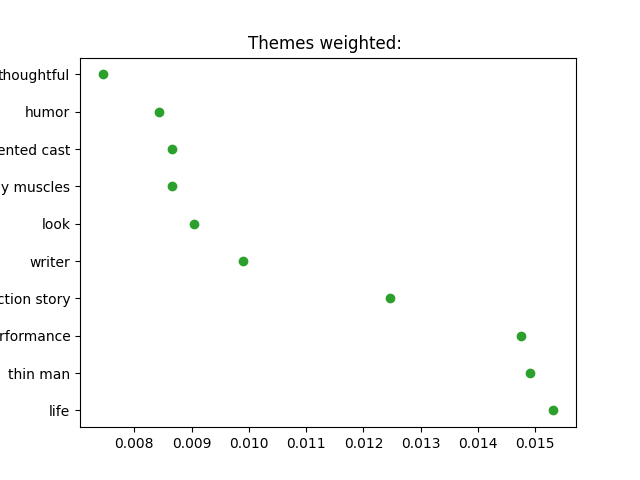 Themes weighted:
thoughtful
humor
ented cast
y muscles
look
writer
ction story
rformance
thin man
life
0.008 0.009 0.010 0.011 0.012 0.013 0.014 0.015